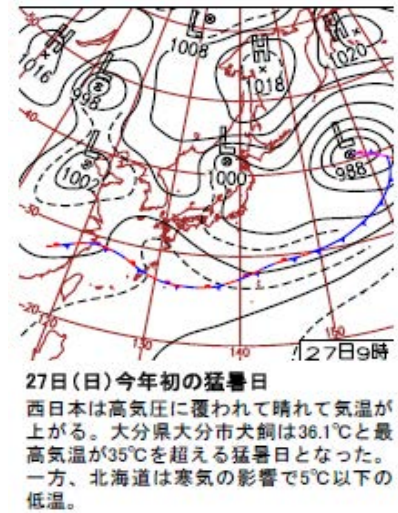 L
1008
H
1016
L
998
H
1018
H
1020
L
1002
L
1000
L
988
50
40
30
20
120
130
140
150
27日9時
27日(日)今年初の猛暑日
西日本は高気圧に覆われて晴れて気温が
上がる。大分県大分市犬飼は36.1℃と最
高気温が35℃を超える猛暑日となった。
一方、北海道は寒気の影響で5℃以下の
低温。